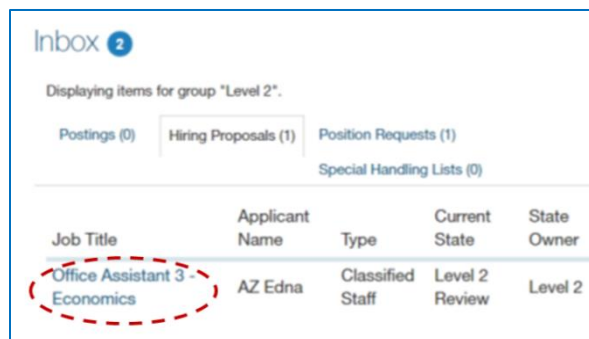 Inbox 2
Displaying items for group "Level 2".
Postings (0) Hiring Proposals (1) Position Requests (1)
Special Handling Lists (0)
Job Title Applicant Name Type Current State State Owner
Office Assistant 3 - Economics AZ Edna Classified Staff Level 2 Review Level 2